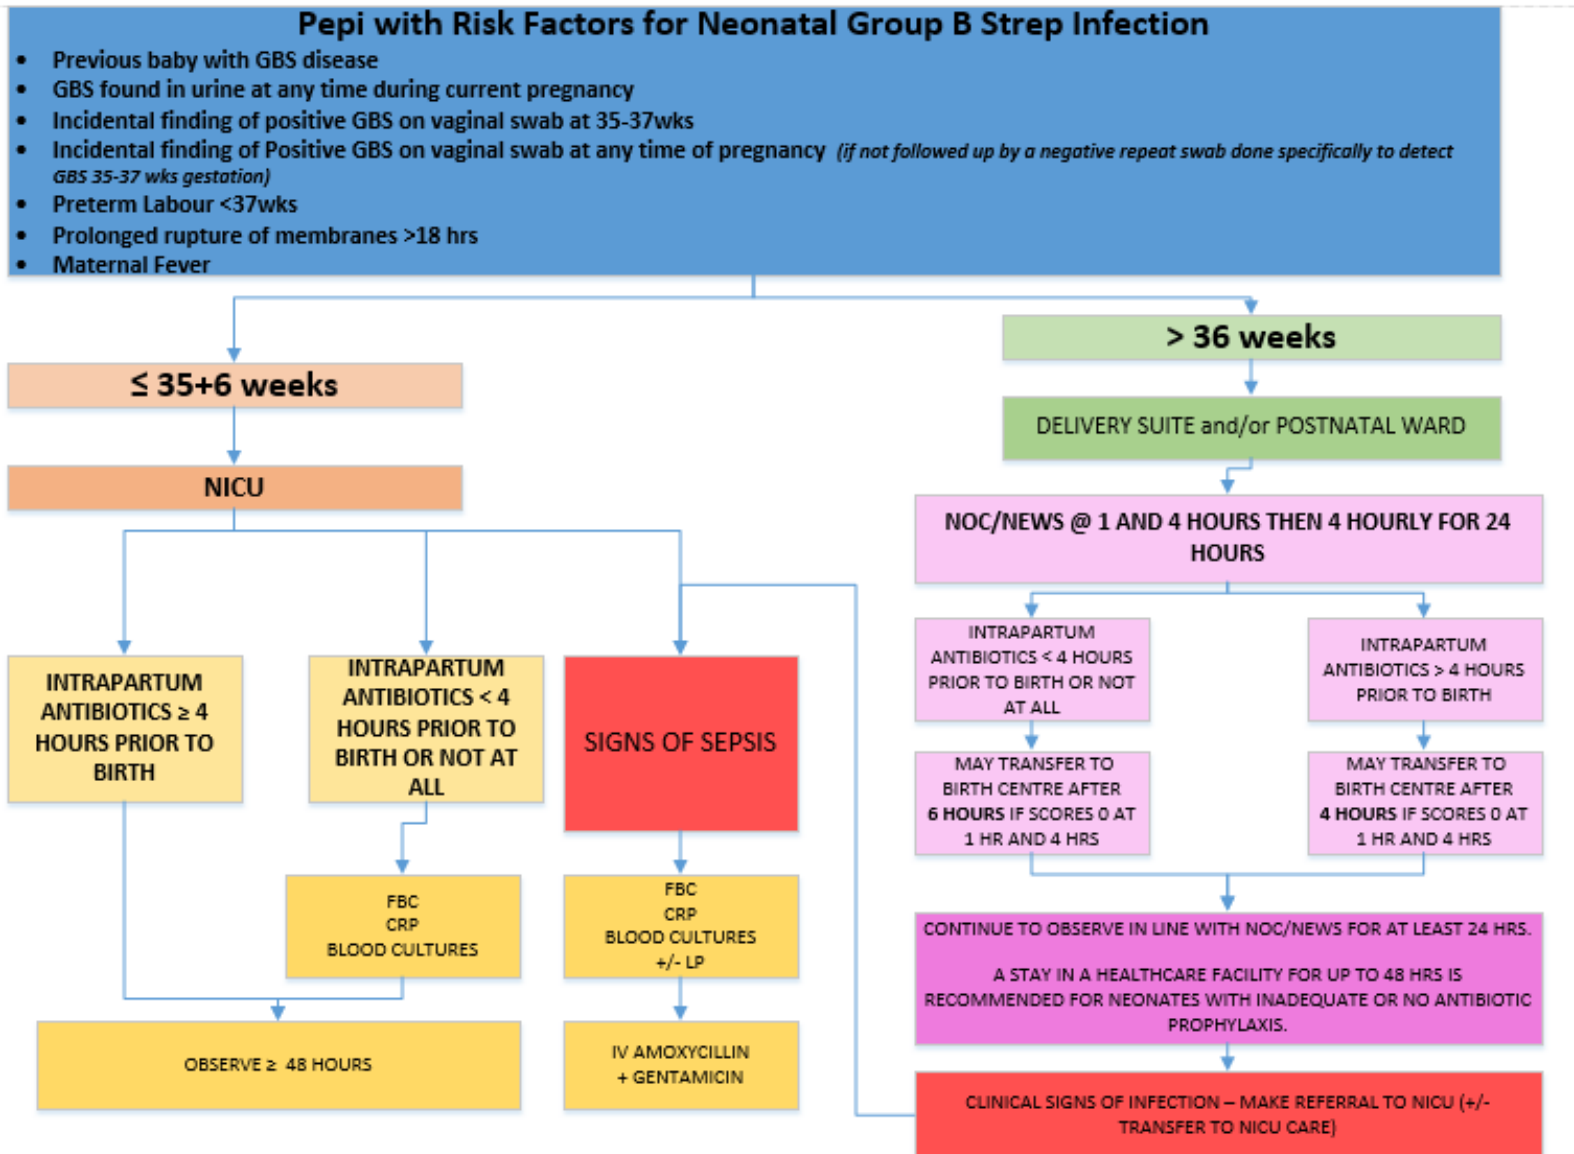 Pepi with Risk Factors for Neonatal Group B Strep Infection
• Previous baby with GBS disease
• GBS found in urine at any time during current pregnancy
• Incidental finding of positive GBS on vaginal swab at 35-37wks
• Incidental finding of Positive GBS on vaginal swab at any time of pregnancy (if not followed up by a negative repeat swab done specifically to detect
GBS 35-37 wks gestation)
• Preterm Labour <37wks
• Prolonged rupture of membranes >18 hrs
• Maternal Fever
≤ 35+6 weeks
NICU
INTRAPARTUM
ANTIBIOTICS ≥ 4
HOURS PRIOR TO
BIRTH
INTRAPARTUM
ANTIBIOTICS < 4
HOURS PRIOR TO
BIRTH OR NOT AT
ALL
SIGNS OF SEPSIS
FBC
CRP
BLOOD CULTURES
FBC
CRP
BLOOD CULTURES
+/- LP
OBSERVE ≥ 48 HOURS
IV AMOXYCILLIN
+ GENTAMICIN
> 36 weeks
DELIVERY SUITE and/or POSTNATAL WARD
NOC/NEWS @ 1 AND 4 HOURS THEN 4 HOURLY FOR 24
HOURS
INTRAPARTUM
ANTIBIOTICS < 4 HOURS
PRIOR TO BIRTH OR NOT
AT ALL
INTRAPARTUM
ANTIBIOTICS > 4 HOURS
PRIOR TO BIRTH
MAY TRANSFER TO
BIRTH CENTRE AFTER
6 HOURS IF SCORES 0 AT
1 HR AND 4 HRS
MAY TRANSFER TO
BIRTH CENTRE AFTER
4 HOURS IF SCORES 0 AT
1 HR AND 4 HRS
CONTINUE TO OBSERVE IN LINE WITH NOC/NEWS FOR AT LEAST 24 HRS.
A STAY IN A HEALTHCARE FACILITY FOR UP TO 48 HRS IS
RECOMMENDED FOR NEONATES WITH INADEQUATE OR NO ANTIBIOTIC
PROPHYLAXIS.
CLINICAL SIGNS OF INFECTION – MAKE REFERRAL TO NICU (+/-
TRANSFER TO NICU CARE)